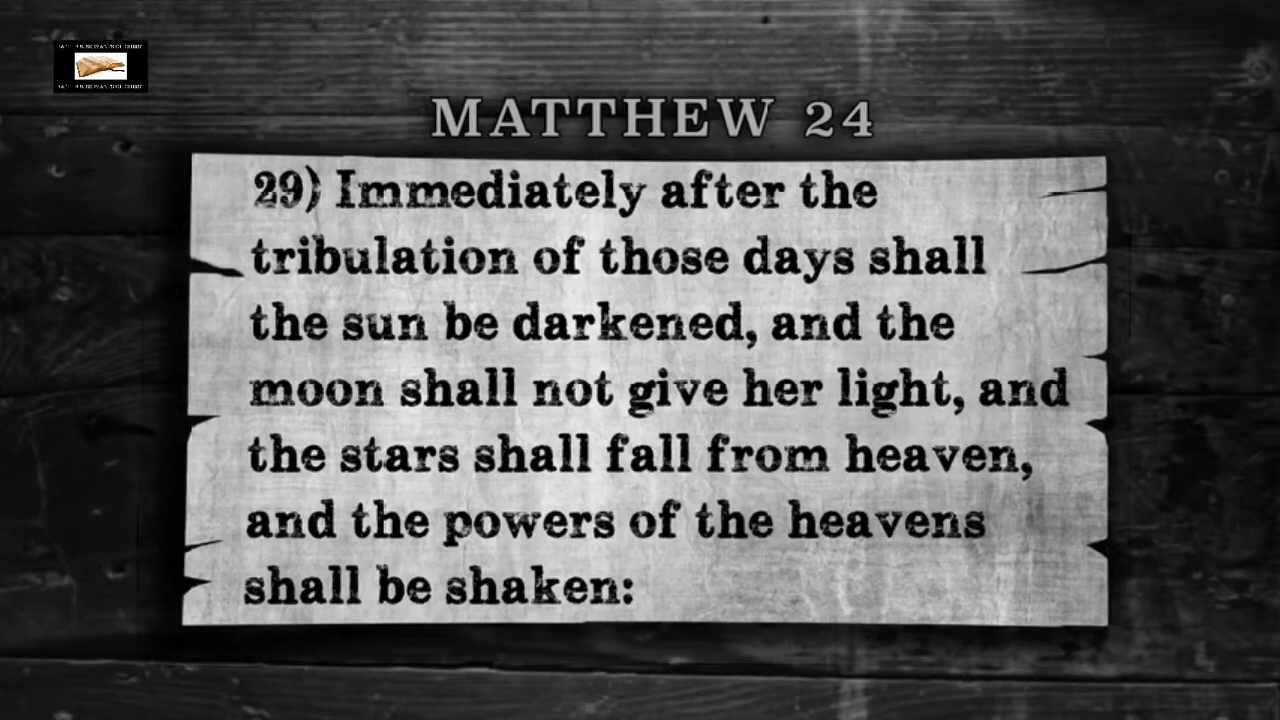 MATTHEW 24
29) Immediately after the
tribulation of those days shall
the sun be darkened, and the
moon shall not give her light, and
the stars shall fall from heaven,
and the powers of the heavens
shall be shaken: